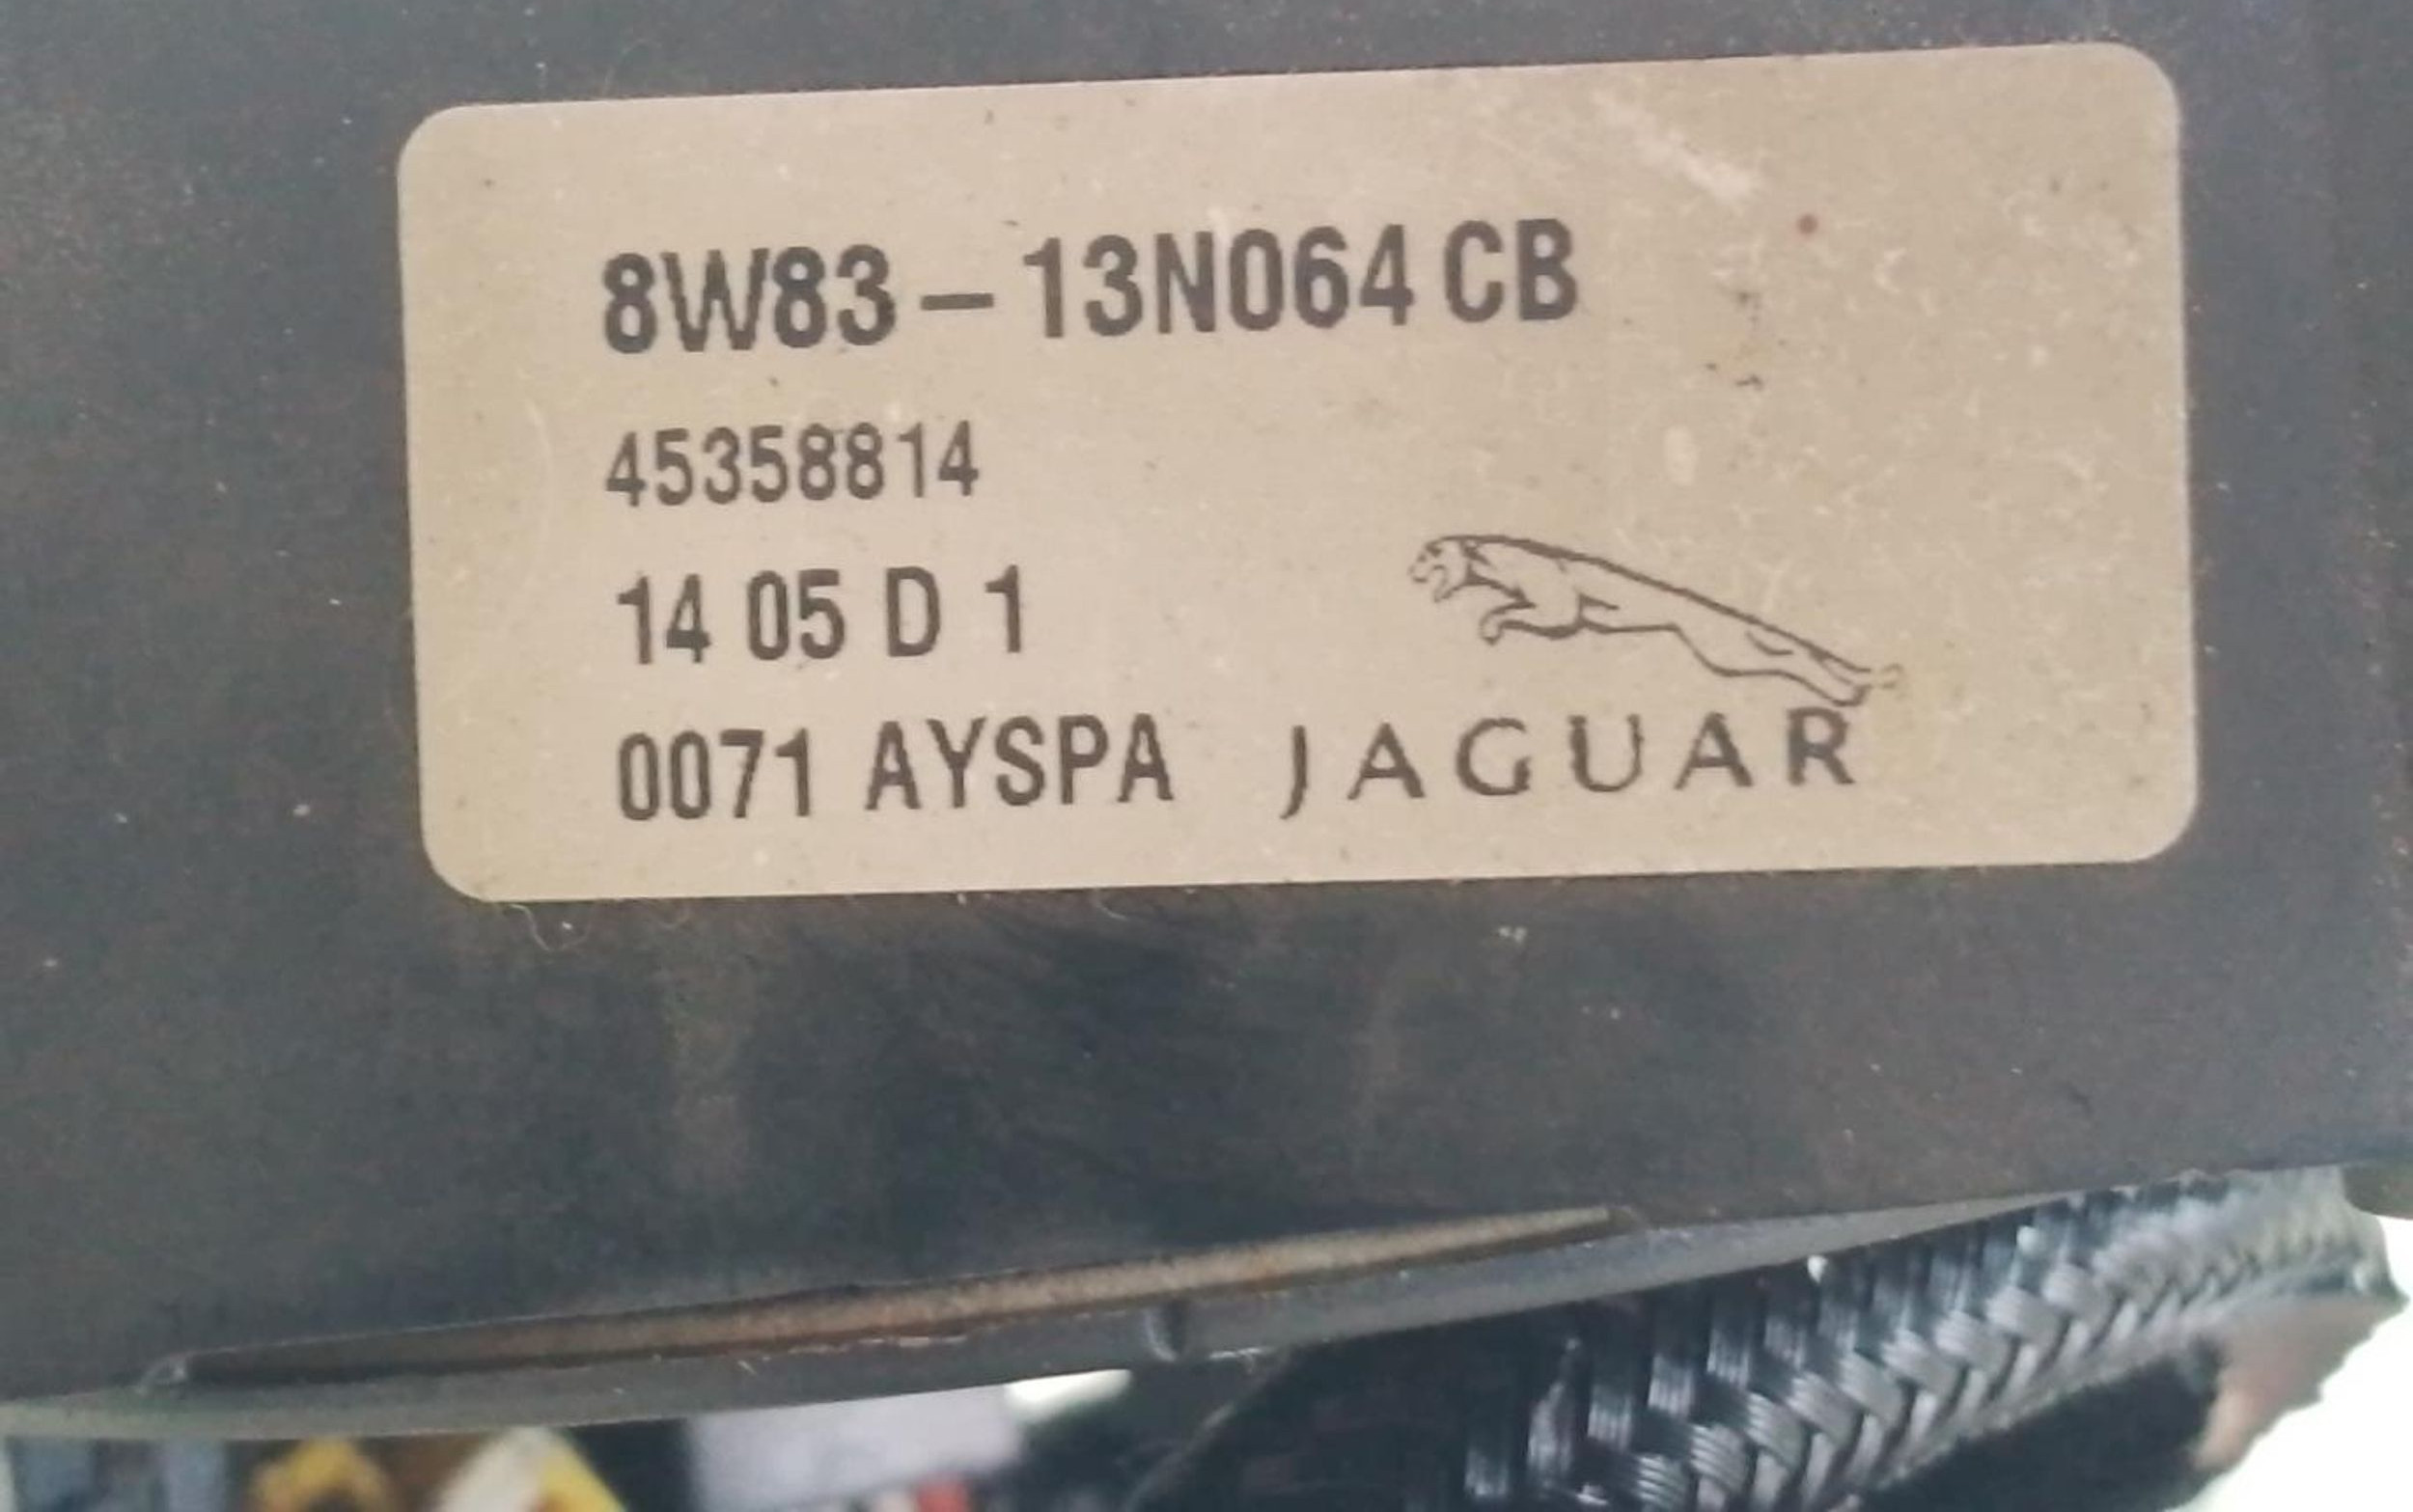 8W83-13N064 CB
45358814
14 05 D 1
0071 AYSPA JAGUAR